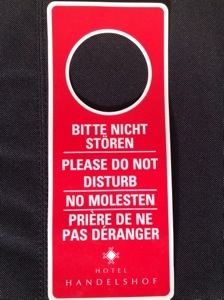 BITTE NICHT
STÖREN
PLEASE DO NOT
DISTURB
NO MOLESTEN
PRIÈRE DE NE
PAS DÉRANGER
HOTEL
HANDELSHOF